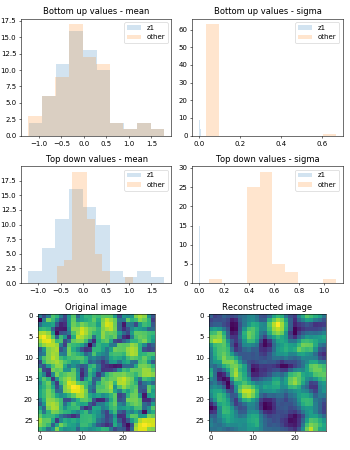 Bottom up values - mean
Bottom up values - sigma
17.5
15.0
12.5
10.0
7.5
5.0
2.5
0.0
z1
other
−1.0 −0.5 0.0 0.5 1.0 1.5
60
50
40
30
20
10
0
z1
other
0.0 0.2 0.4 0.6
Top down values - mean
Top down values - sigma
17.5
15.0
12.5
10.0
7.5
5.0
2.5
0.0
z1
other
−1.0 −0.5 0.0 0.5 1.0 1.5
30
25
20
15
10
5
0
z1
other
0.0 0.2 0.4 0.6 0.8 1.0
Original image
Reconstructed image
0
5
10
15
20
25
0 10 20
0
5
10
15
20
25
0 10 20